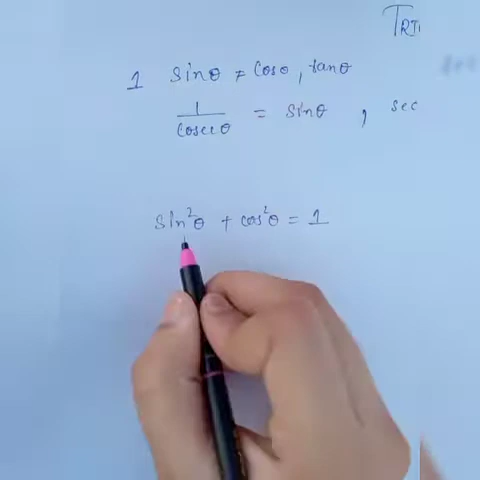 TRI
1 sinθ = cosθ, tanθ
1/cosecθ = sinθ, sec
sin²θ + cos²θ = 1